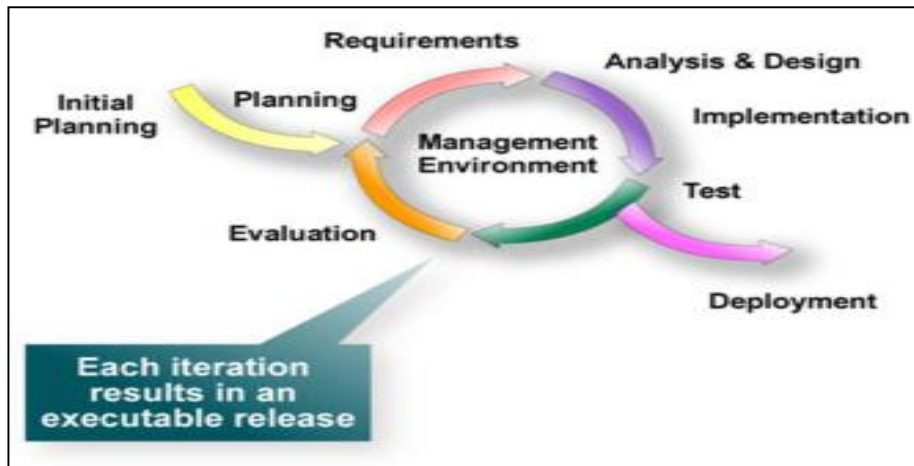 Requirements
Analysis & Design
Initial
Planning
Planning
Implementation
Management
Environment
Test
Evaluation
Deployment
Each iteration
results in an
executable release